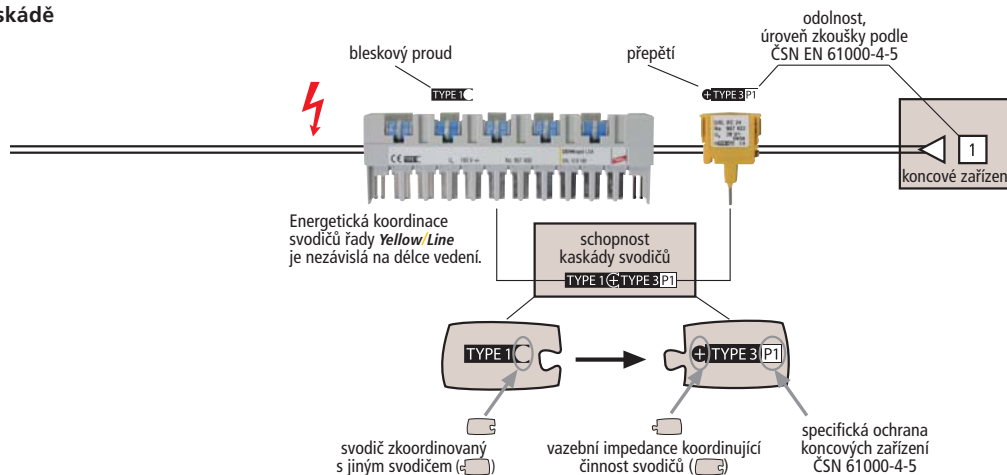 skádě
odolnost,
úroveň zkoušky podle
ČSN EN 61000-4-5
bleskový proud
přepětí
TYPE 1
TYPE 3 P1
1
koncové zařízen
Energetická koordinace
svodičů řady Yellow/Line
je nezávislá na délce vedení.
schopnost
kaskády svodičů
TYPE 1 + TYPE 3 P1
TYPE 1
+ TYPE 3 P1
svodič zkoordinovaný
s jiným svodičem ( )
vazební impedance koordinující
činnost svodičů ( )
specifická ochrana
koncových zařízení
ČSN 61000-4-5